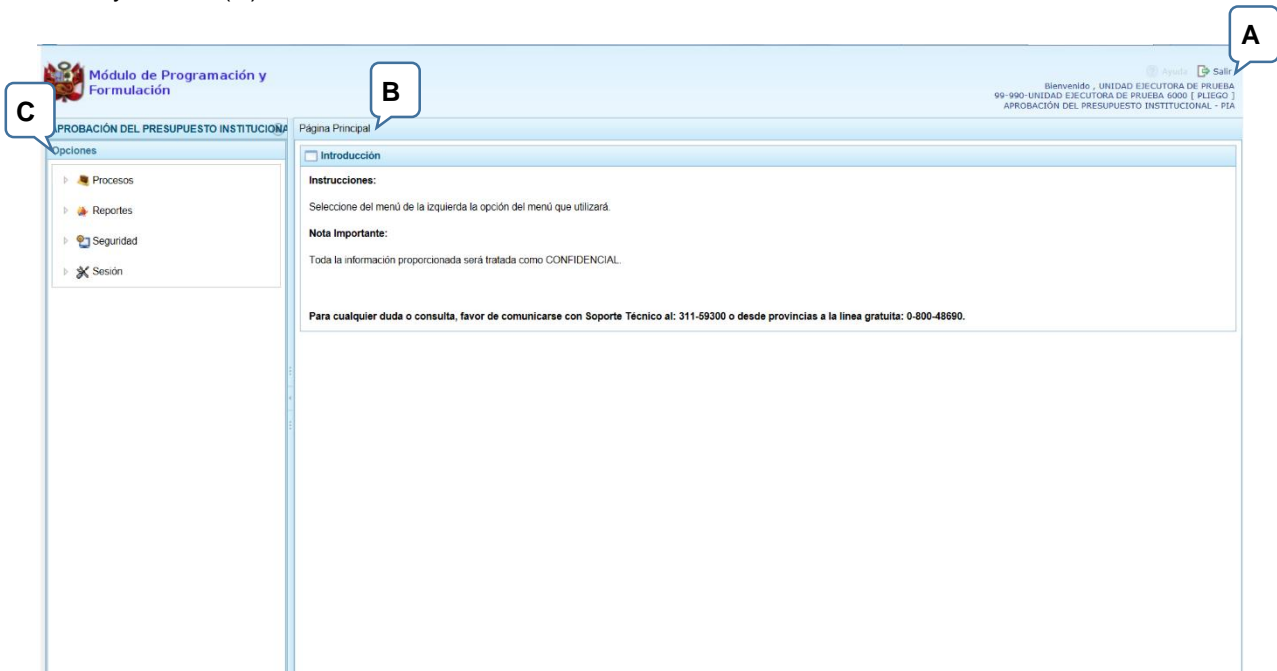 A
Módulo de Programación y
Formulación
Ayuda Salir
Bienvenido , UNIDAD EJECUTORA DE PRUEBA
99-990-UNIDAD EJECUTORA DE PRUEBA 6000 [ PLIEGO ]
APROBACIÓN DEL PRESUPUESTO INSTITUCIONAL - PIA
B
C
APROBACIÓN DEL PRESUPUESTO INSTITUCIONA
Página Principal
Opciones
Procesos
Reportes
Seguridad
Sesión
Introducción
Instrucciones:
Seleccione del menú de la izquierda la opción del menú que utilizará.
Nota Importante:
Toda la información proporcionada será tratada como CONFIDENCIAL.
Para cualquier duda o consulta, favor de comunicarse con Soporte Técnico al: 311-59300 o desde provincias a la linea gratuita: 0-800-48690.